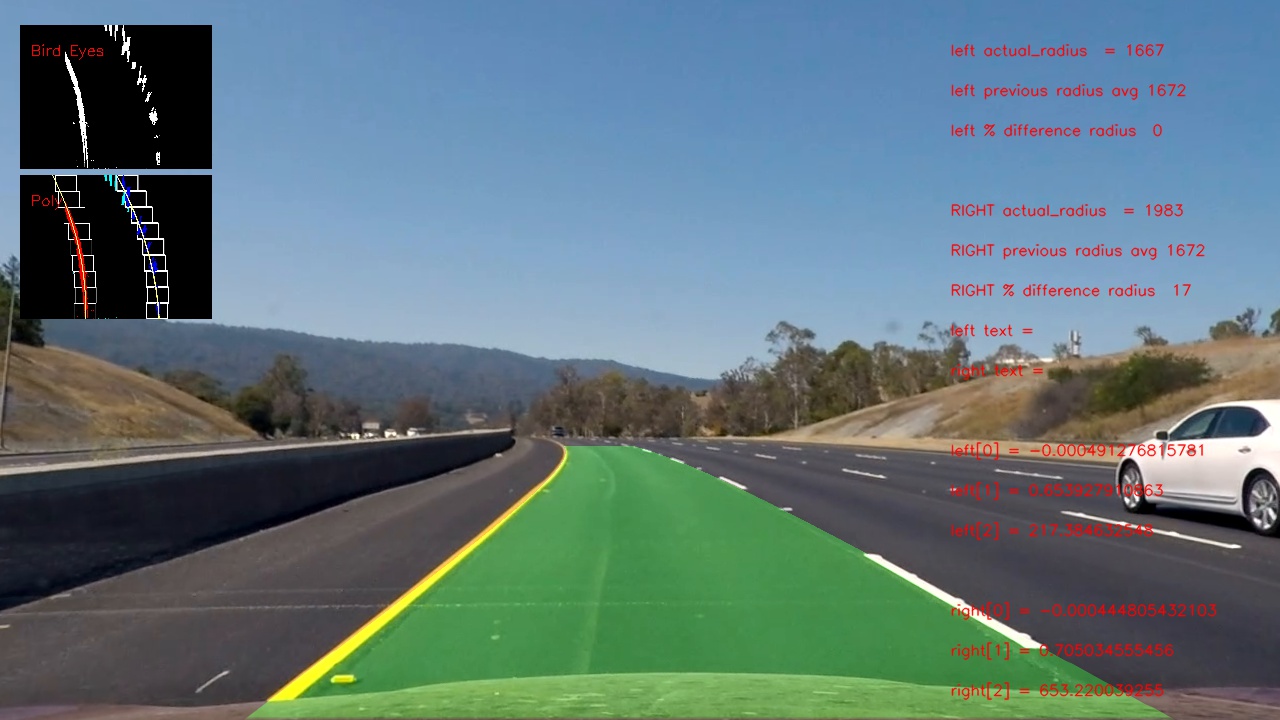 Bird Eyes
Poly
left actual_radius = 1667
left previous radius avg 1672
left % difference radius 0
RIGHT actual_radius = 1983
RIGHT previous radius avg 1672
RIGHT % difference radius 17
left text =
right text =
left[0] = -0.000491276815781
left[1] = 0.653927910863
left[2] = 217.384632548
right[0] = -0.000444805432103
right[1] = 0.705034555456
right[2] = 653.220039255